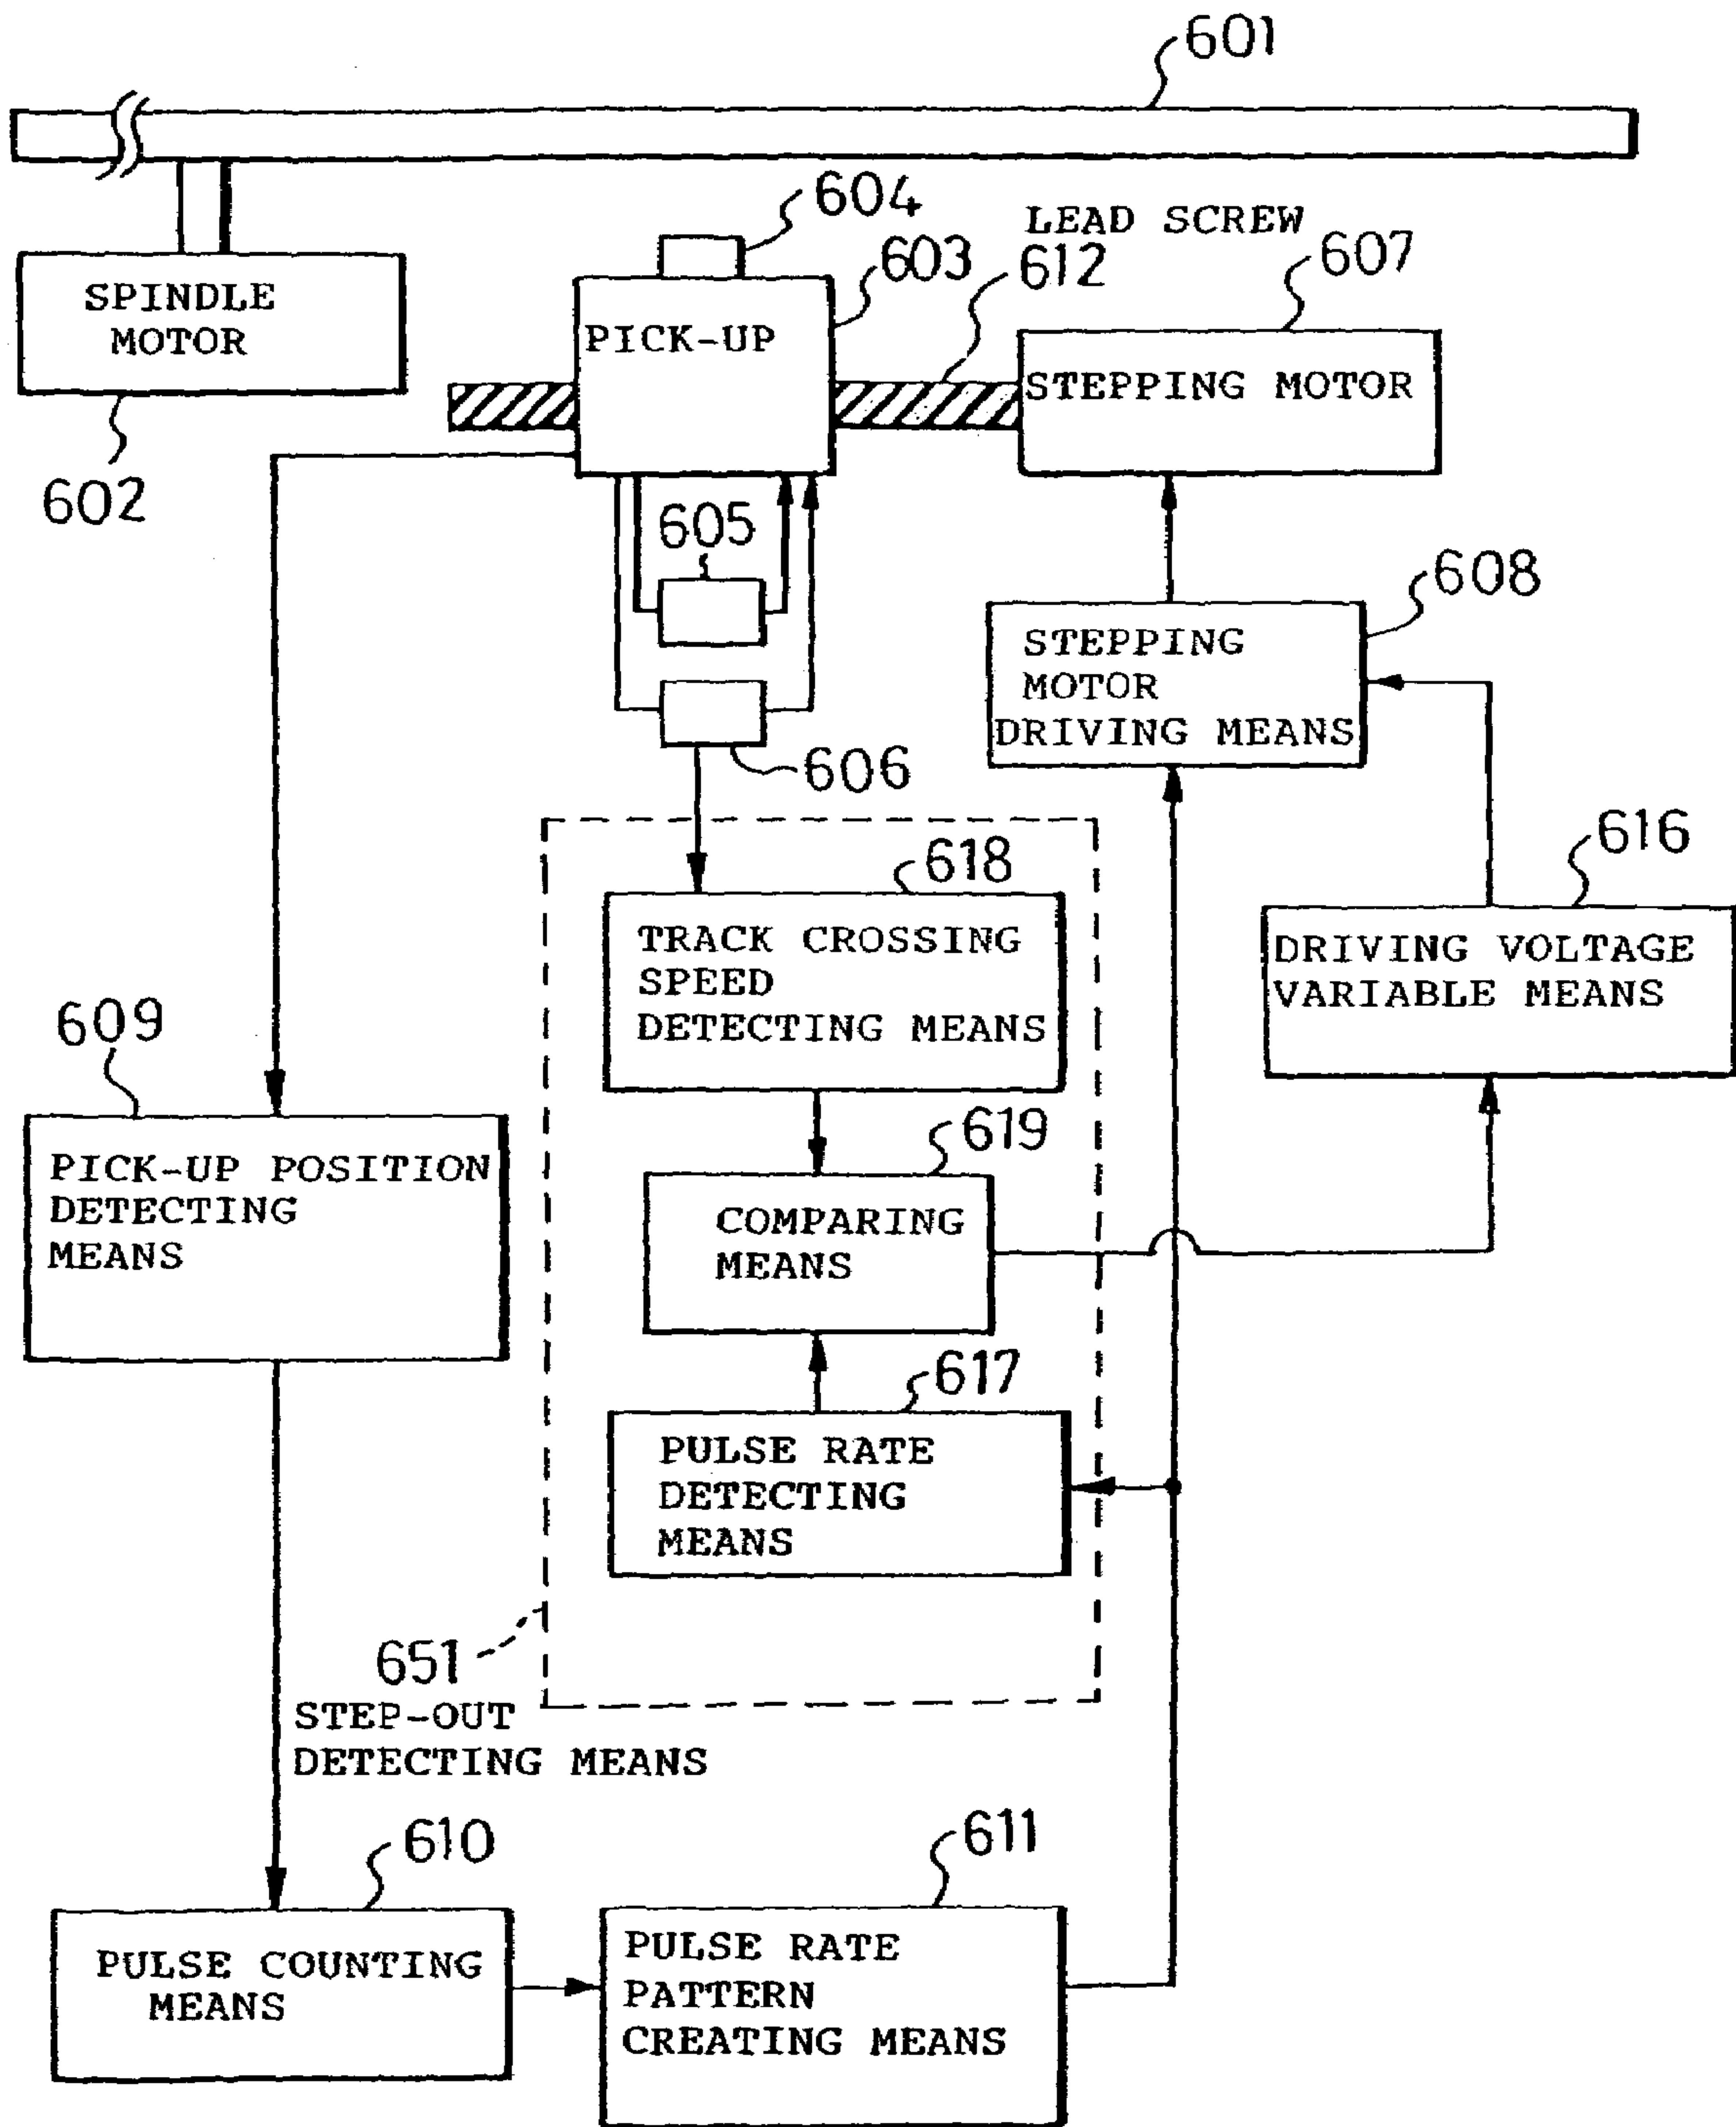 601
604
LEAD SCREW
603
612
607
SPINDLE
MOTOR
PICK-UP
STEPPING MOTOR
602
605
608
STEPPING
MOTOR
DRIVING MEANS
606
616
618
TRACK CROSSING
SPEED
DETECTING MEANS
DRIVING VOLTAGE
VARIABLE MEANS
609
619
PICK-UP POSITION
DETECTING
MEANS
COMPARING
MEANS
617
PULSE RATE
DETECTING
MEANS
651
STEP-OUT
DETECTING MEANS
610
611
PULSE COUNTING
MEANS
PULSE RATE
PATTERN
CREATING MEANS